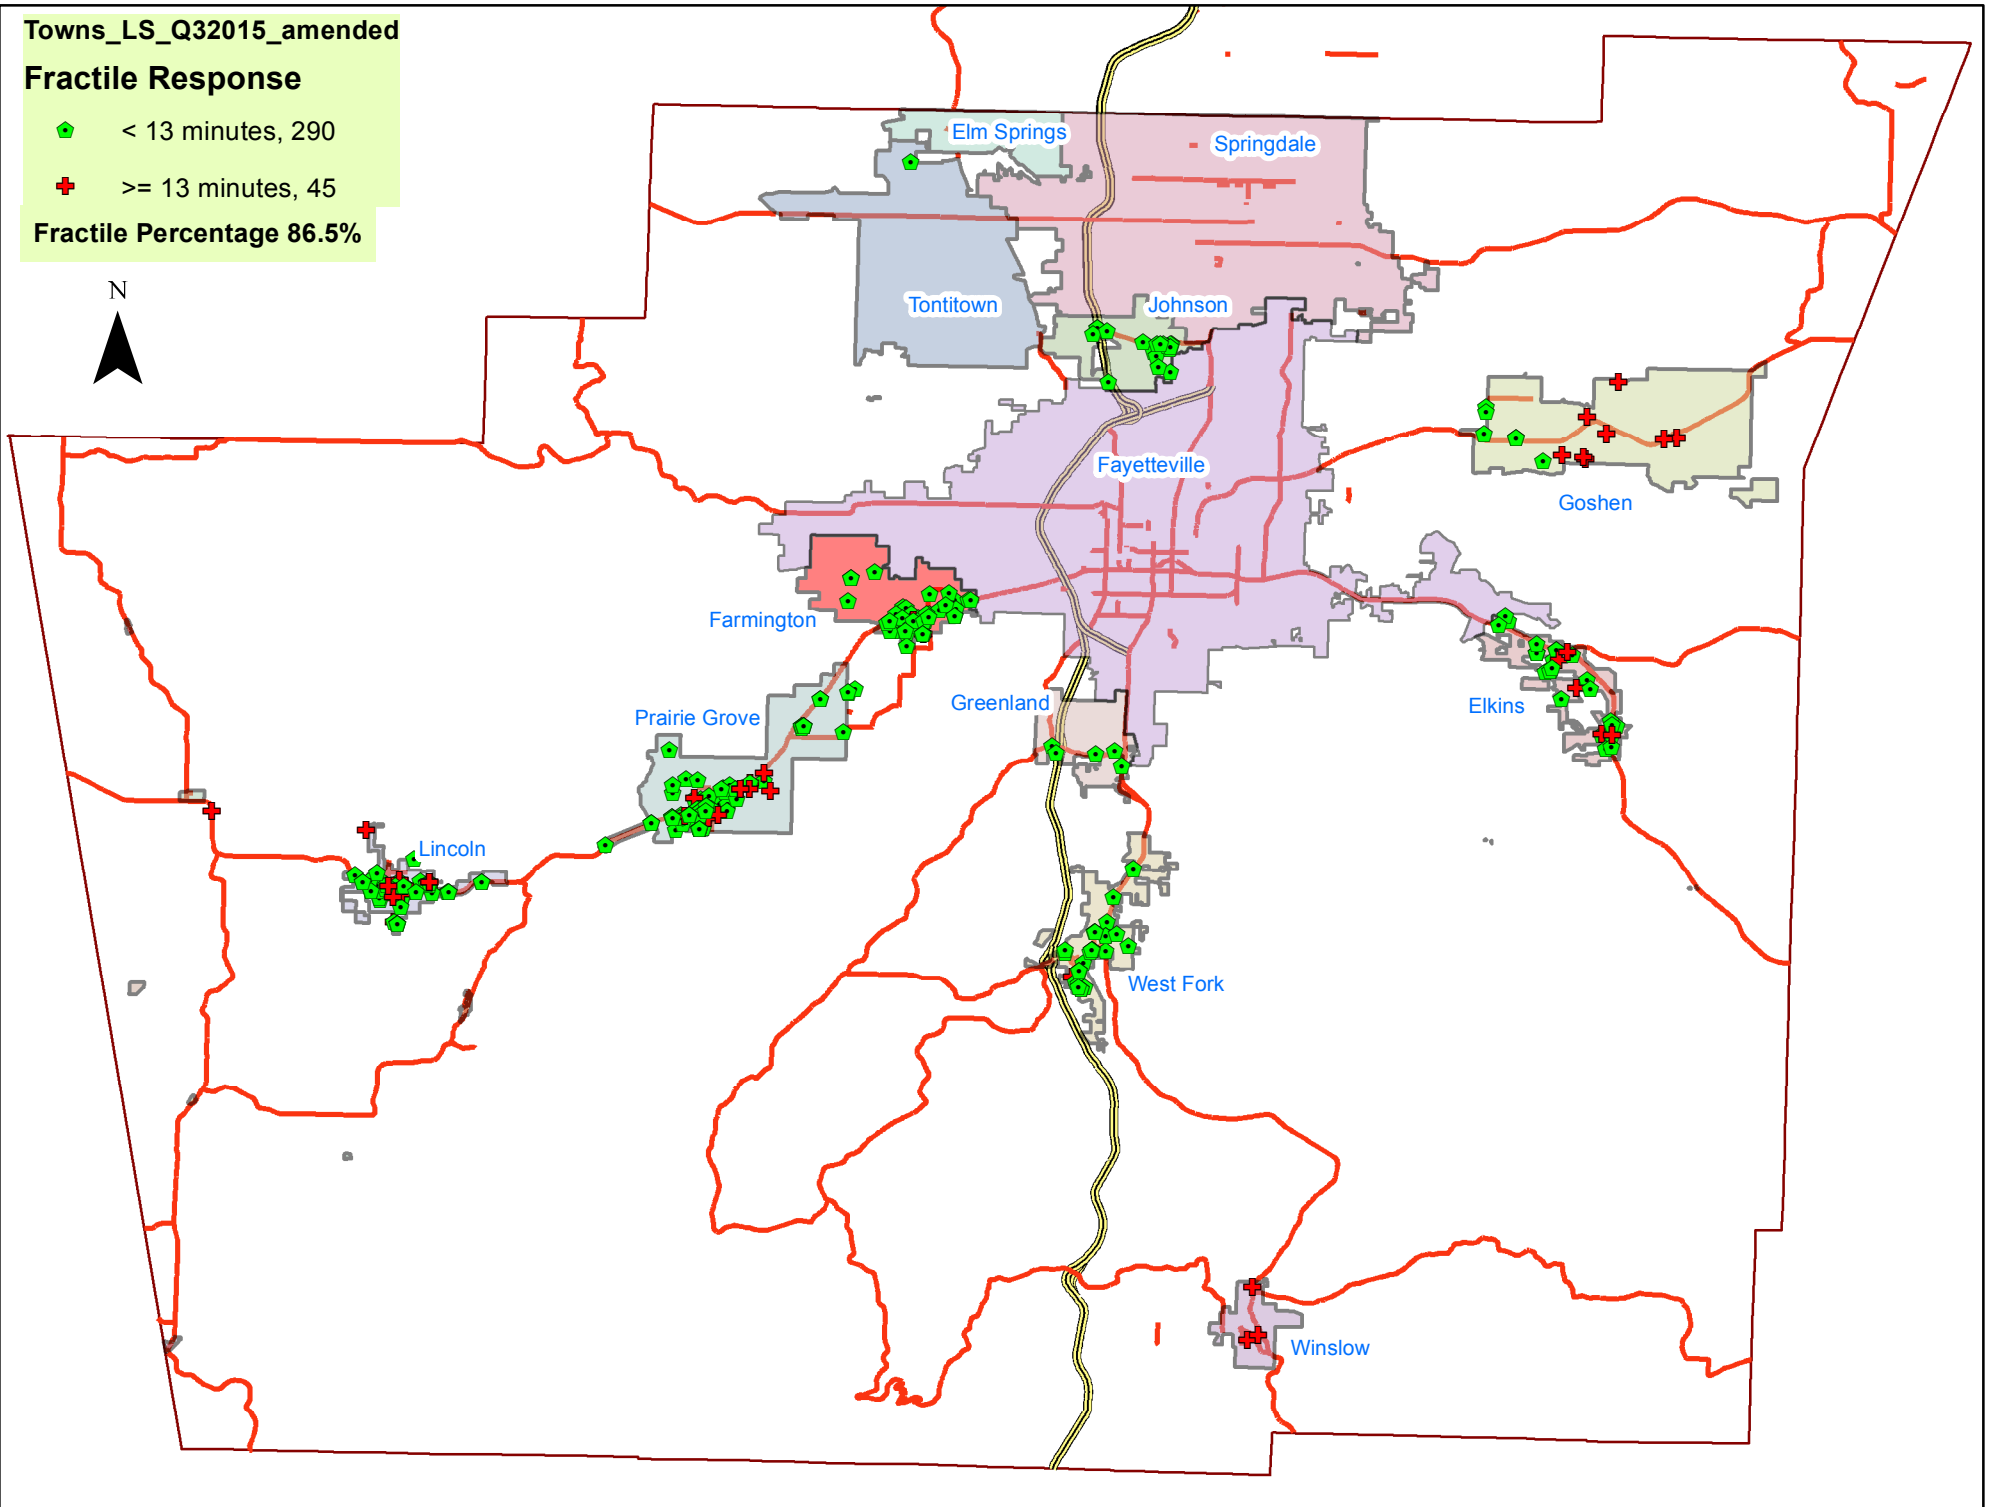 Towns_LS_Q32015_amended
Fractile Response
< 13 minutes, 290
>= 13 minutes, 45
Fractile Percentage 86.5%
N
Elm Springs
Springdale
Tontitown
Johnson
Fayetteville
Goshen
Farmington
Prairie Grove
Greenland
Elkins
Lincoln
West Fork
Winslow